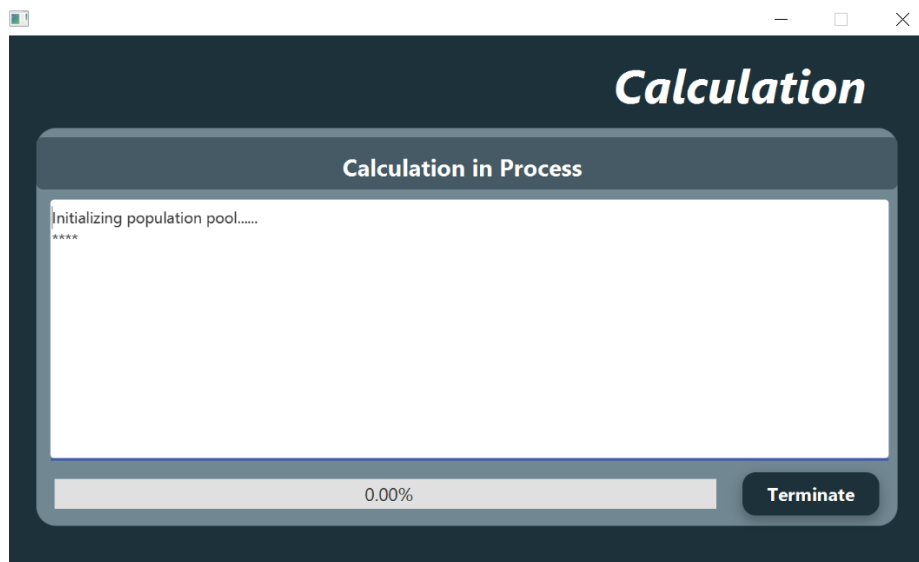 Calculation
Calculation in Process
Initializing population pool......
****
0.00%
Terminate